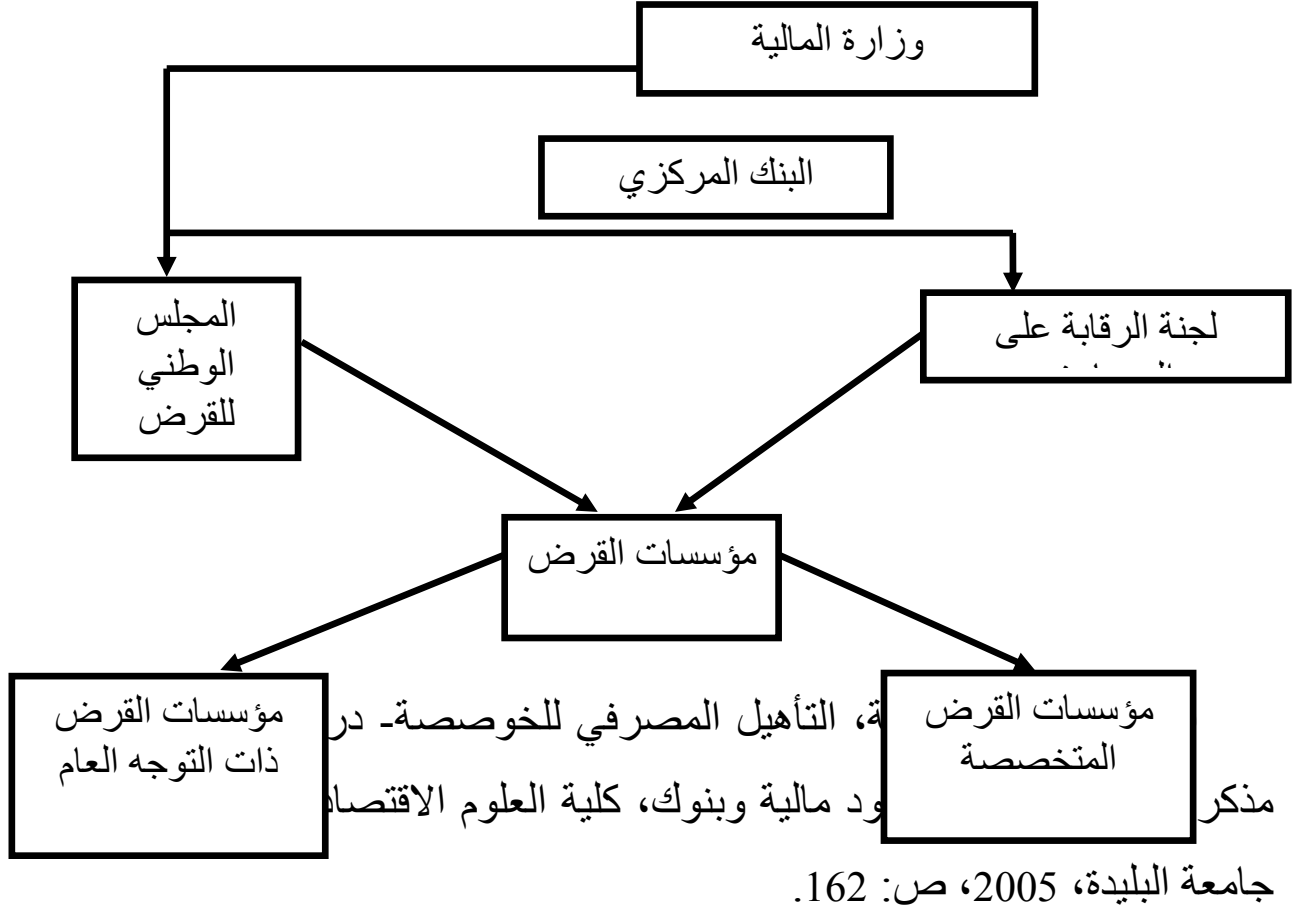 وزارة المالية
البنك المركزي
لجنة الرقابة على
المجلس
الوطني
للقرض
مؤسسات القرض
مؤسسات القرض
المتخصصة
مؤسسات القرض
ذات التوجه العام
ة، التأهيل المصرفي للخوصصة- در
مذكر
ود مالية وبنوك، كلية العلوم الاقتصاد
جامعة البليدة، 2005، ص: 162.